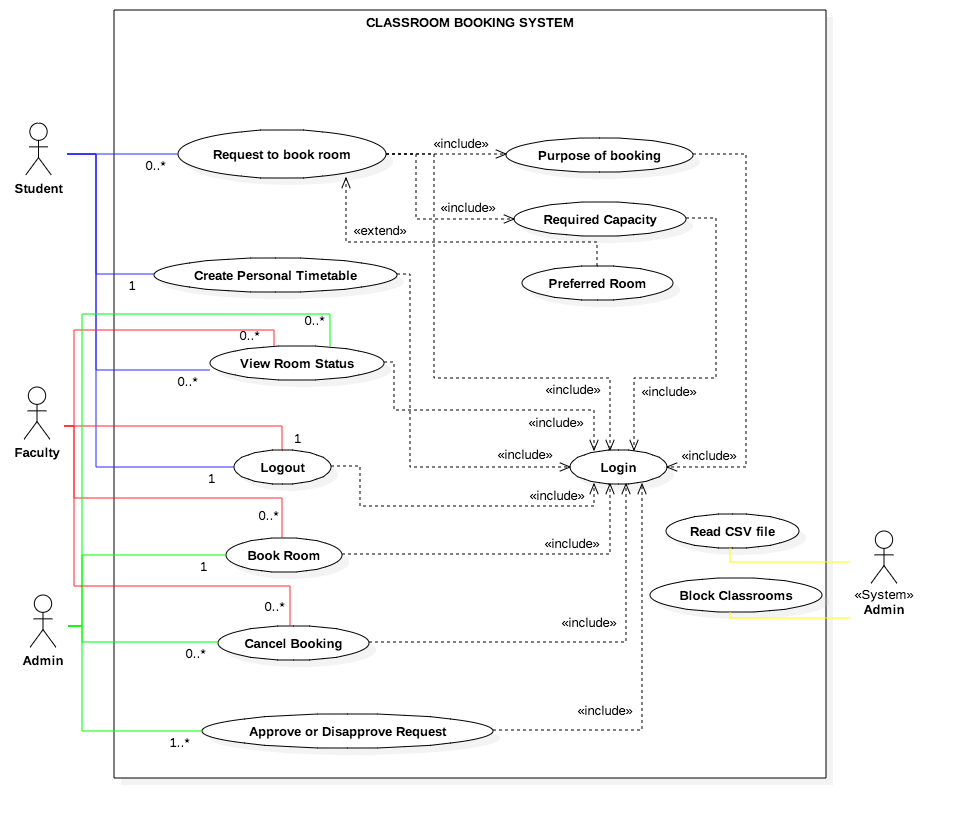 CLASSROOM BOOKING SYSTEM
Student
Request to book room
0..*
«include»
Purpose of booking
«include»
Required Capacity
«extend»
Preferred Room
Create Personal Timetable
1
0..*
0..*
View Room Status
0..*
«include»
«include»
«include»
Faculty
1
Logout
1
«include»
Login
«include»
«include»
0..*
Book Room
1
«include»
Read CSV file
Block Classrooms
«System»
Admin
0..*
Admin
Cancel Booking
0..*
«include»
Approve or Disapprove Request
1..*
«include»